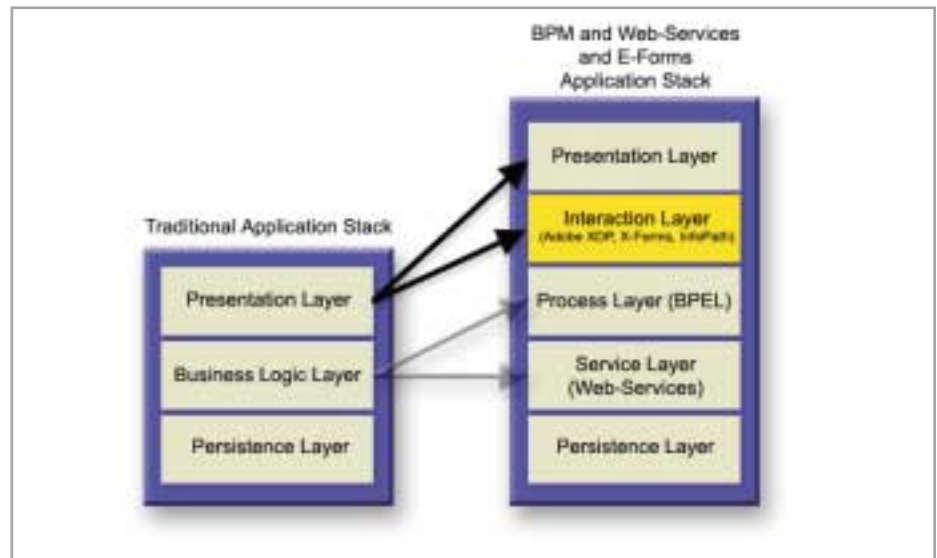 BPM and Web-Services
and E-Forms
Application Stack
Presentation Layer
Interaction Layer
(Adobe XDP, X-Forms, InfoPath)
Process Layer (BPEL)
Service Layer
(Web-Services)
Persistence Layer
Traditional Application Stack
Presentation Layer
Business Logic Layer
Persistence Layer